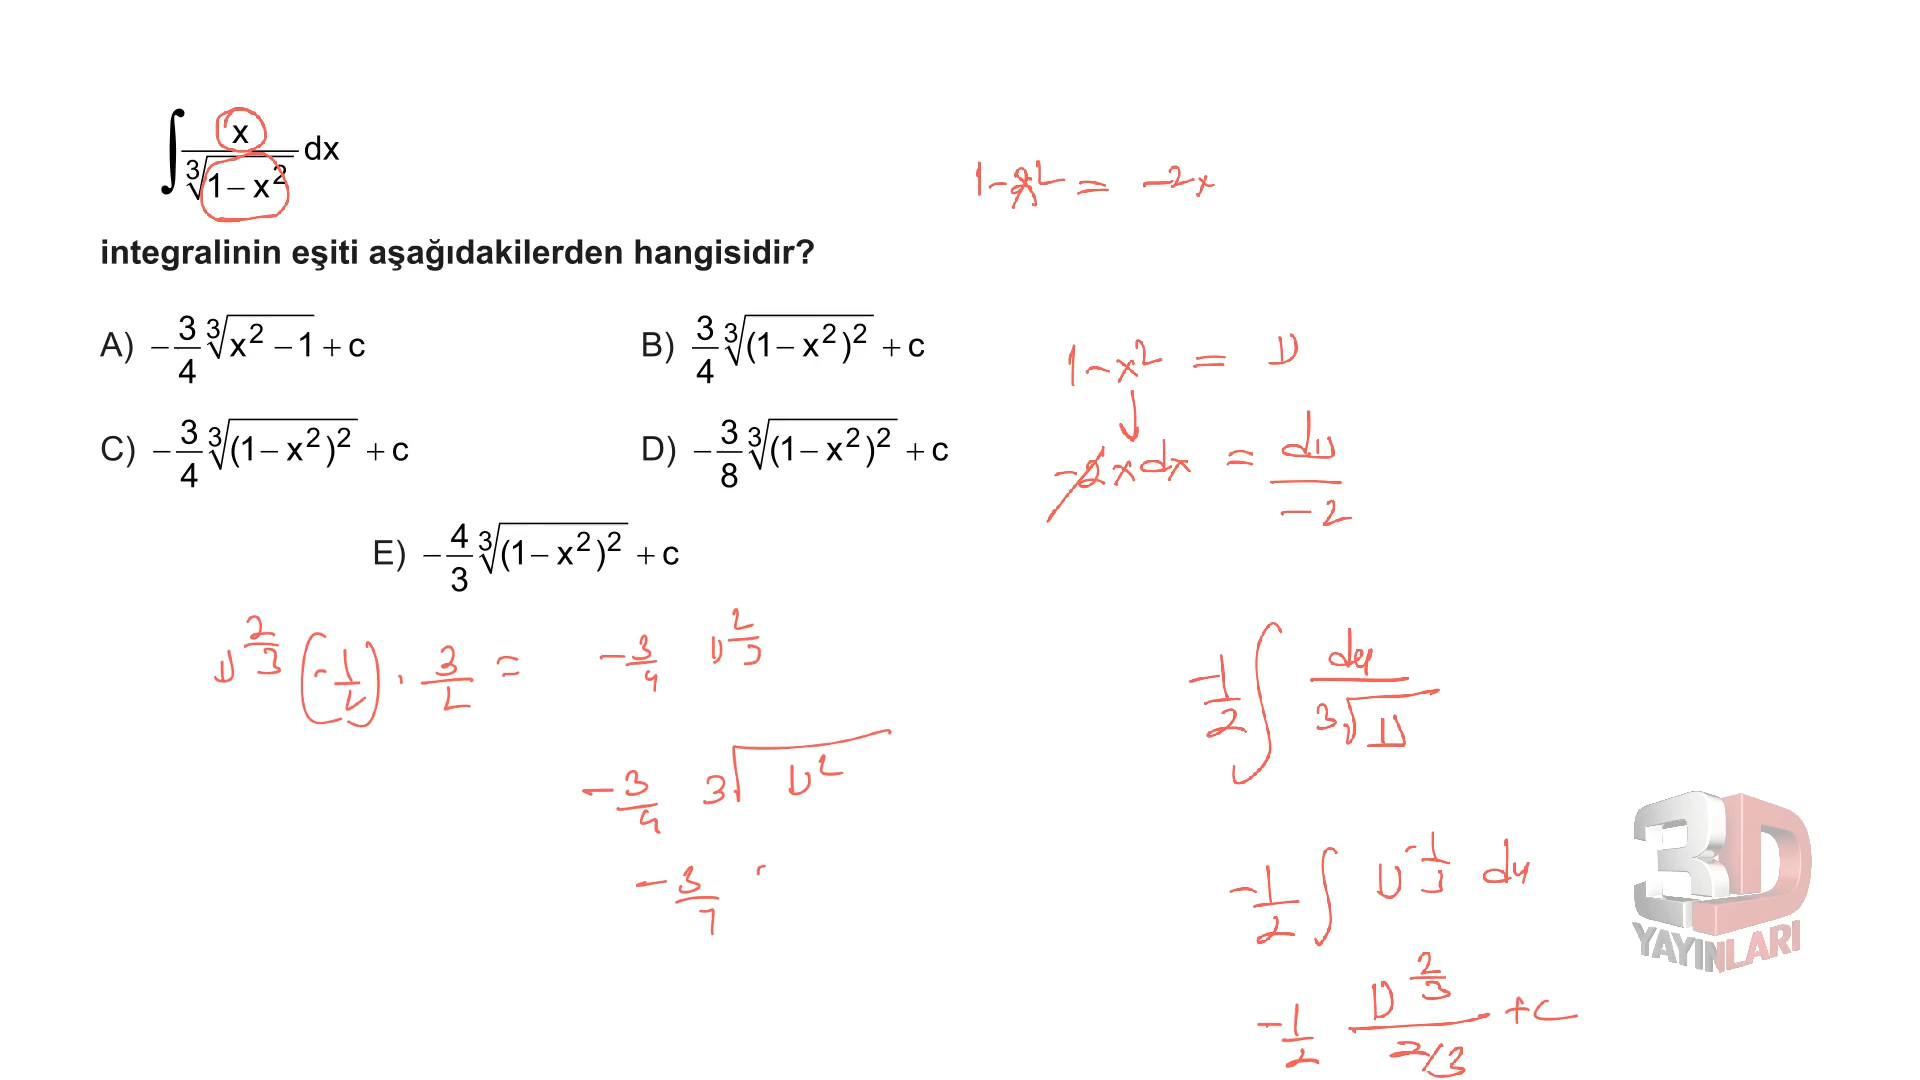 ∫ x / ∛(1 – x²) dx
integralinin eşiti aşağıdakilerden hangisidir?
A) – 3/4 ∛(x² – 1) + c
B) 3/4 ∛((1 – x²)²) + c
C) – 3/4 ∛((1 – x²)²) + c
D) – 3/8 ∛((1 – x²)²) + c
E) – 4/3 ∛((1 – x²)²) + c
1 – x² = –2x
1 – x² = U
–2x dx = du / –2
–1/2 ∫ du / ∛U
–1/2 ∫ U^(–1/3) du
–1/2 U^(2/3) / 2/3 + C
U^(2/3) (–1/2) · 3/2 = –3/4 U^(2/3)
–3/4 ∛U²
–3/
3D
YAYINLARI